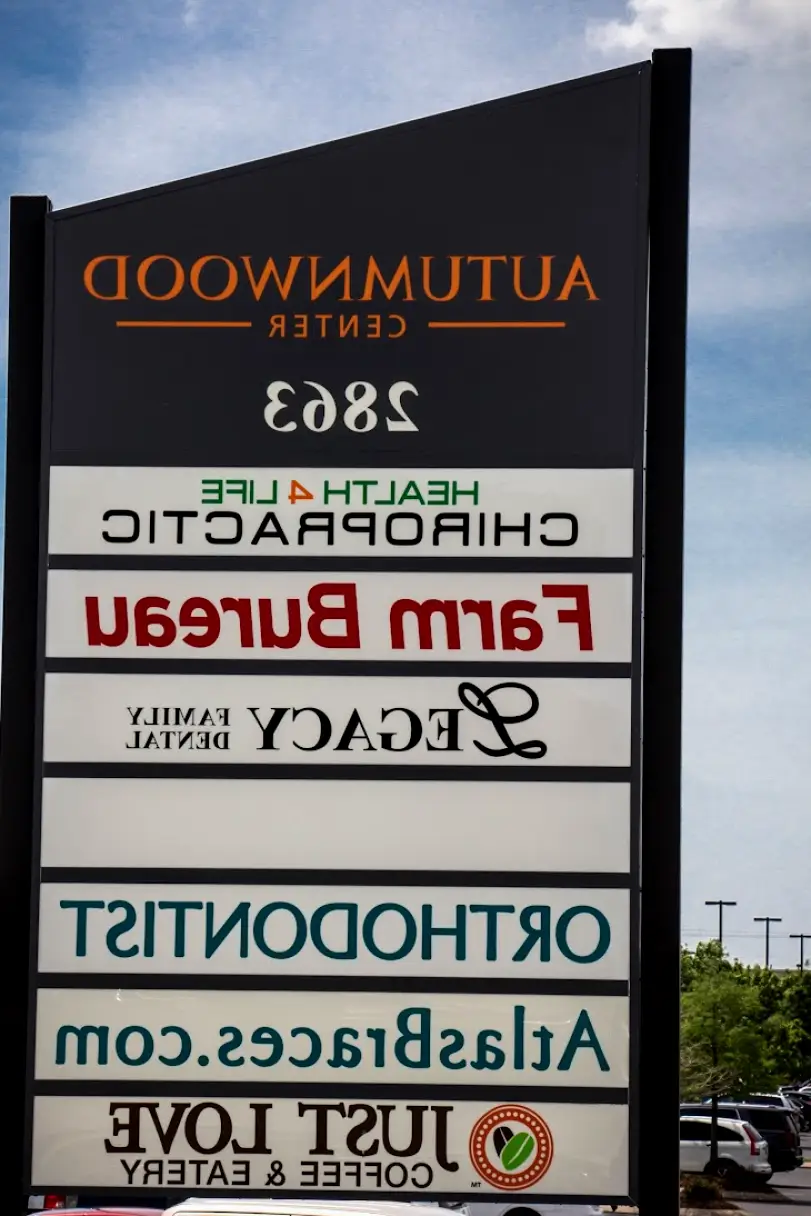 AUTUMNWOOD
CENTER
2863
HEALTH 4 LIFE
CHIROPRACTIC
Farm Bureau
LEGACY FAMILY DENTAL
ORTHODONTIST
AtlasBraces.com
JUST LOVE
COFFEE & EATERY
TM